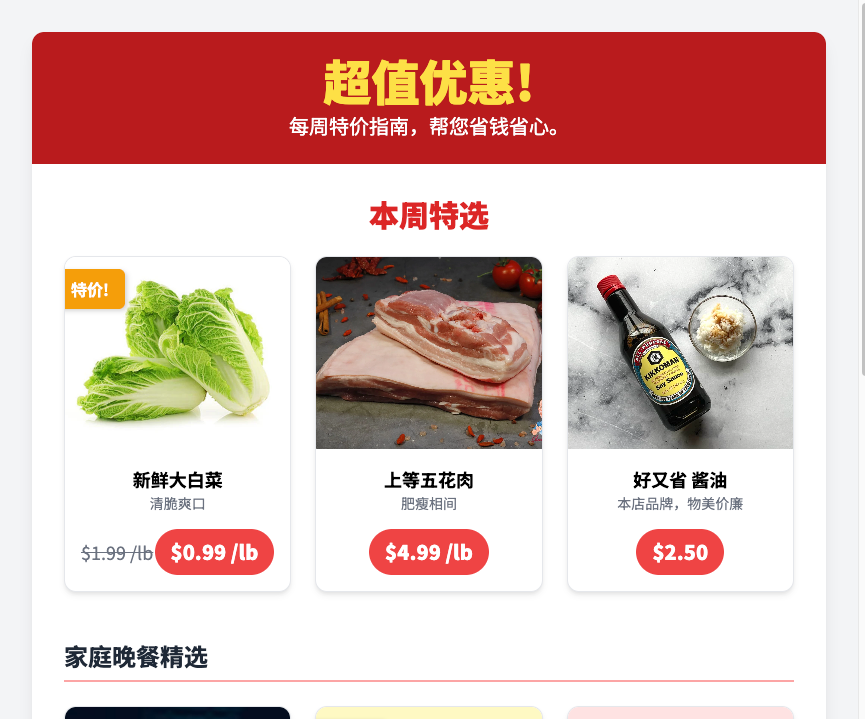 超值优惠!
每周特价指南，帮您省钱省心。
本周特选
特价!
KIKKOMAN
Soy Sauce
新鲜大白菜
清脆爽口
$1.99 /lb $0.99 /lb
上等五花肉
肥瘦相间
$4.99 /lb
好又省 酱油
本店品牌，物美价廉
$2.50
家庭晚餐精选